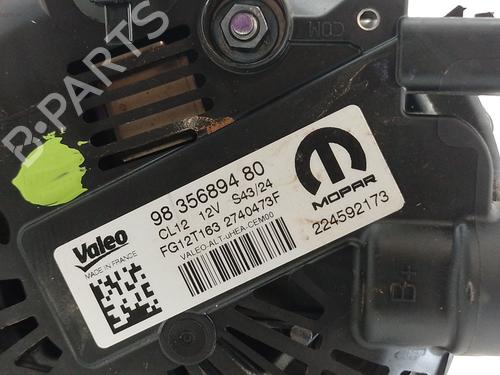 COM
B-PARTS
98 356894 80
CL12 12V S43/24
FG12T163 2740473F
VALEO-ALT-uHEA-CEM00
Valeo
MADE IN FRANCE
MOPAR
224592173
B+